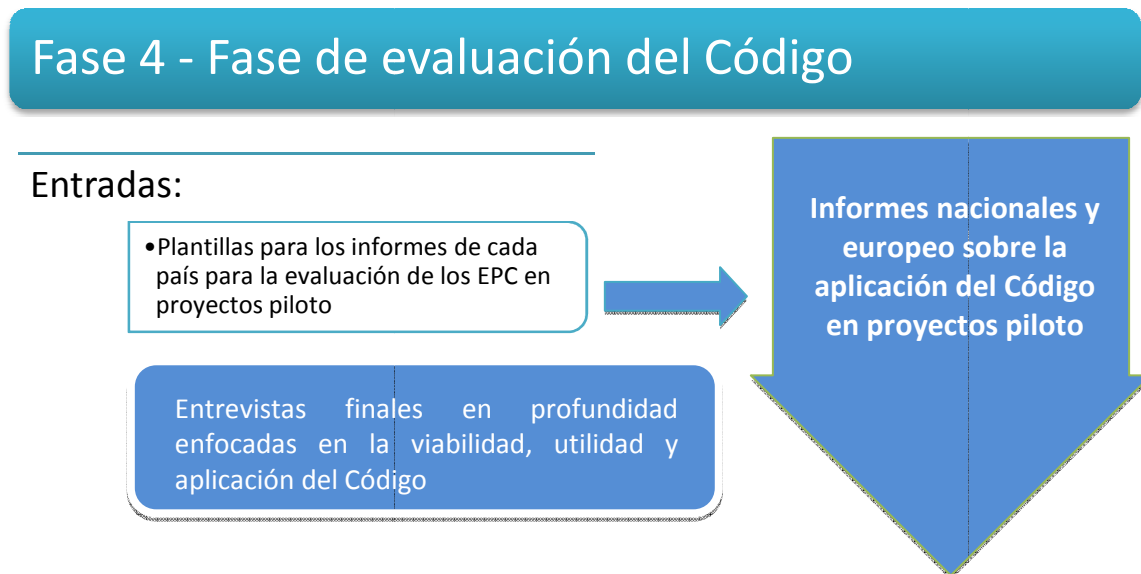 Fase 4 - Fase de evaluación del Código
Entradas:
•Plantillas para los informes de cada
país para la evaluación de los EPC en
proyectos piloto
Entrevistas finales en profundidad
enfocadas en la viabilidad, utilidad y
aplicación del Código
Informes nacionales y
europeo sobre la
aplicación del Código
en proyectos piloto